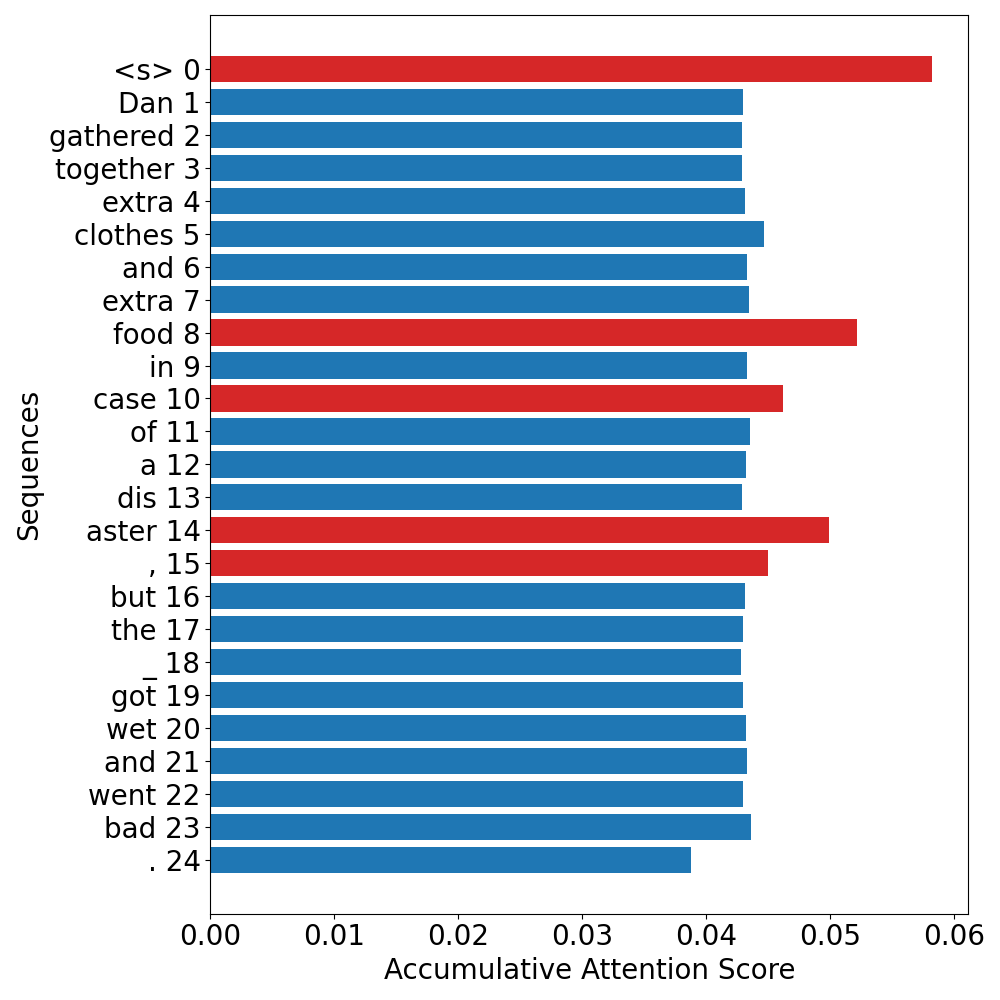 <s> 0
Dan 1
gathered 2
together 3
extra 4
clothes 5
and 6
extra 7
food 8
in 9
case 10
of 11
a 12
dis 13
aster 14
, 15
but 16
the 17
_ 18
got 19
wet 20
and 21
went 22
bad 23
. 24
Sequences
0.00 0.01 0.02 0.03 0.04 0.05 0.06
Accumulative Attention Score